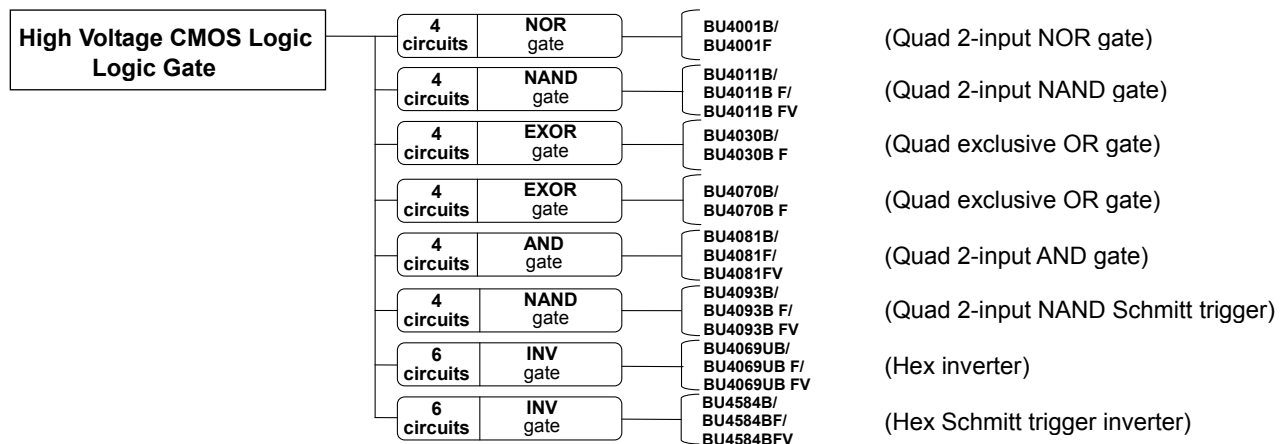 High Voltage CMOS Logic
Logic Gate
4
circuits
NOR
gate
BU4001B/
BU4001F
(Quad 2-input NOR gate)
4
circuits
NAND
gate
BU4011B/
BU4011B F/
BU4011B FV
(Quad 2-input NAND gate)
4
circuits
EXOR
gate
BU4030B/
BU4030B F
(Quad exclusive OR gate)
4
circuits
EXOR
gate
BU4070B/
BU4070B F
(Quad exclusive OR gate)
4
circuits
AND
gate
BU4081B/
BU4081F/
BU4081FV
(Quad 2-input AND gate)
4
circuits
NAND
gate
BU4093B/
BU4093B F/
BU4093B FV
(Quad 2-input NAND Schmitt trigger)
6
circuits
INV
gate
BU4069UB/
BU4069UB F/
BU4069UB FV
(Hex inverter)
6
circuits
INV
gate
BU4584B/
BU4584BF/
BU4584BFV
(Hex Schmitt trigger inverter)